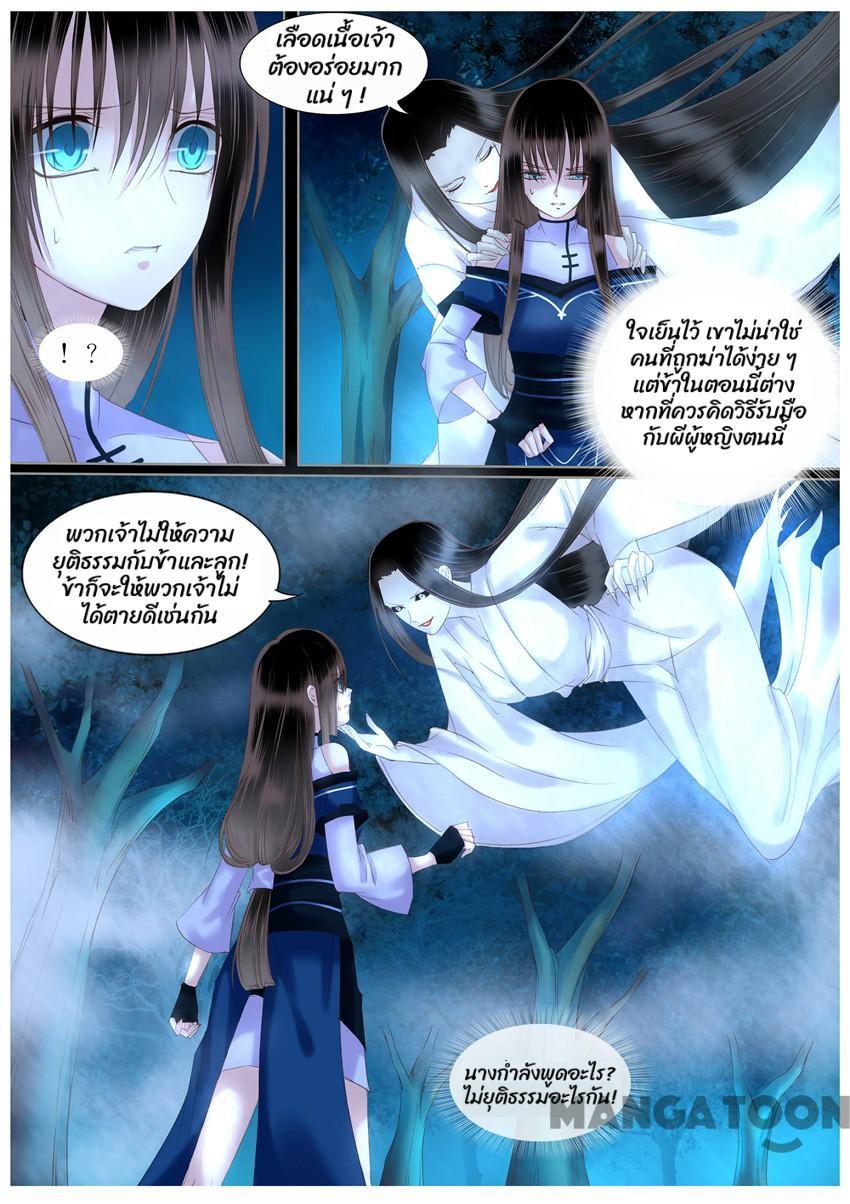 เลือดเนื้อเจ้า
ต้องอร่อยมาก
แน่ ๆ !
! ?
ใจเย็นไว้ เขาไม่น่าใช่
คนที่ถูกฆ่าได้ง่าย ๆ
แต่ข้าในตอนนี้ต่าง
หากที่ควรคิดวิธีรับมือ
กับผีผู้หญิงตนนี้
พวกเจ้าไม่ให้ความ
ยุติธรรมกับข้าและลูก!
ข้าก็จะให้พวกเจ้าไม่
ได้ตายดีเช่นกัน
นางกำลังพูดอะไร?
ไม่ยุติธรรมอะไรกัน!
MANGATOON